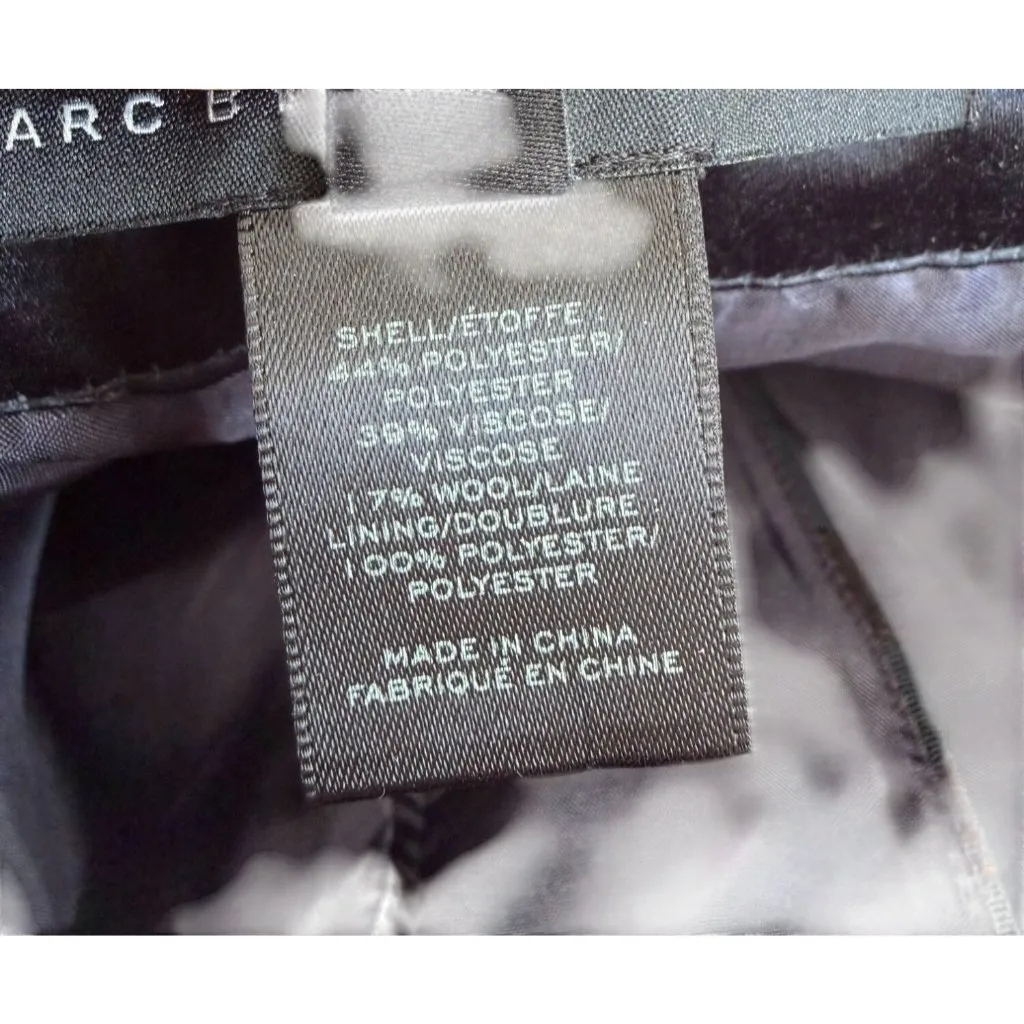 ARC B
SHELL/ÉTOFFE
44% POLYESTER/
POLYESTER
39% VISCOSE/
VISCOSE
17% WOOL/LAINE
LINING/DOUBLURE
100% POLYESTER/
POLYESTER
MADE IN CHINA
FABRIQUÉ EN CHINE